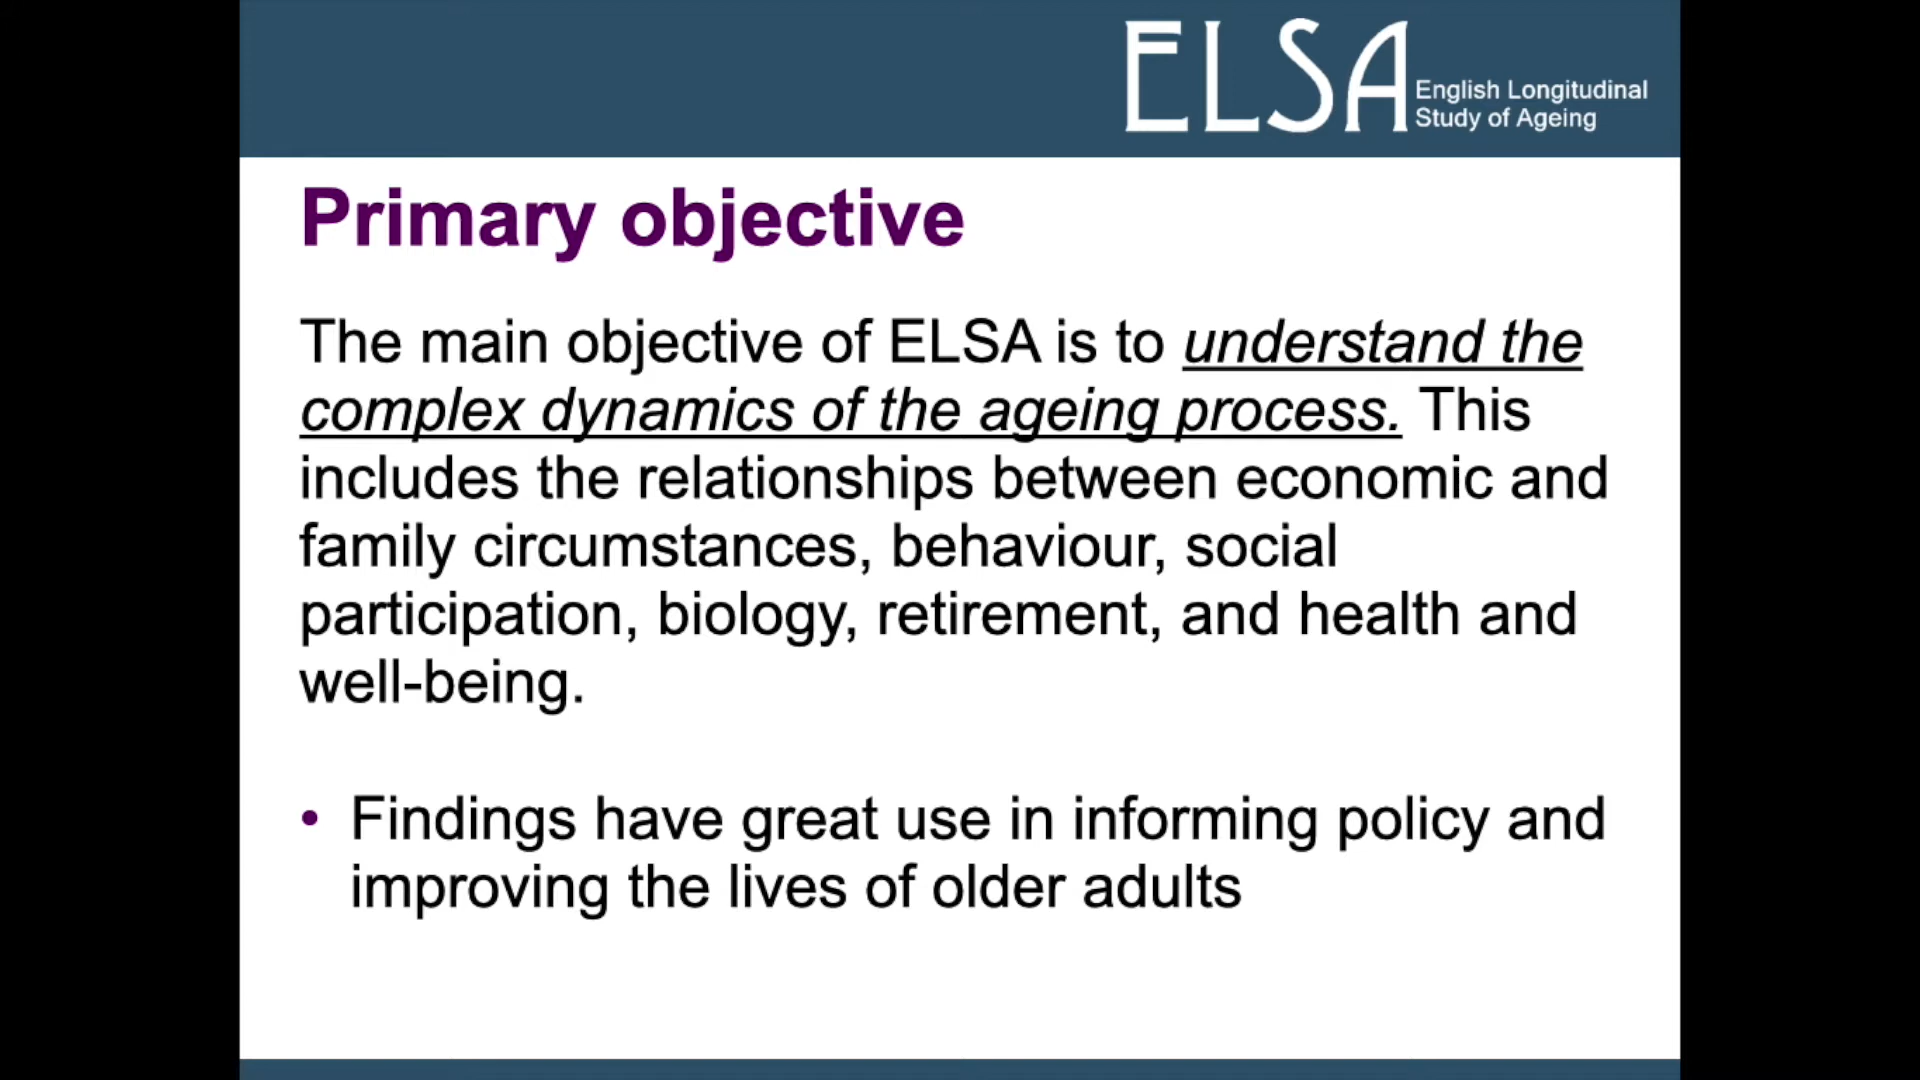 ELSA
English Longitudinal
Study of Ageing
Primary objective
The main objective of ELSA is to understand the
complex dynamics of the ageing process. This
includes the relationships between economic and
family circumstances, behaviour, social
participation, biology, retirement, and health and
well-being.
• Findings have great use in informing policy and
improving the lives of older adults